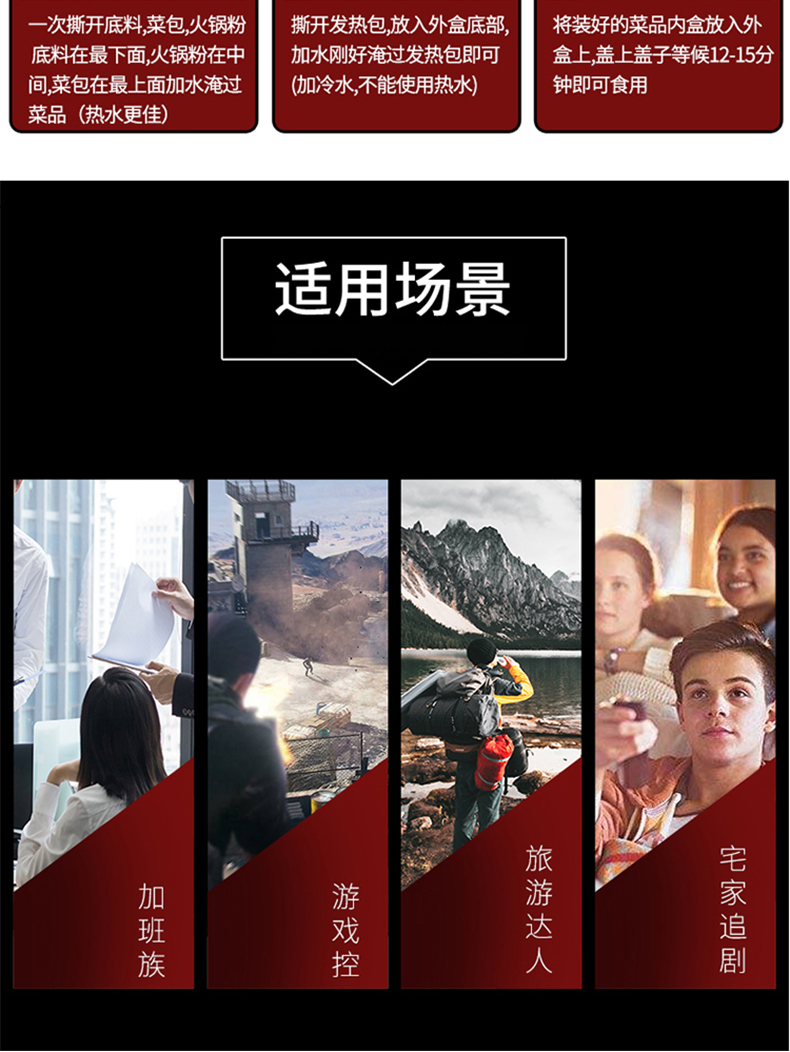 一次撕开底料,菜包,火锅粉
底料在最下面,火锅粉在中
间,菜包在最上面加水淹过
菜品（热水更佳）
撕开发热包,放入外盒底部,
加水刚好淹过发热包即可
(加冷水,不能使用热水)
将装好的菜品内盒放入外
盒上,盖上盖子等候12-15分
钟即可食用
适用场景
加班族
游戏控
旅游达人
宅家追剧